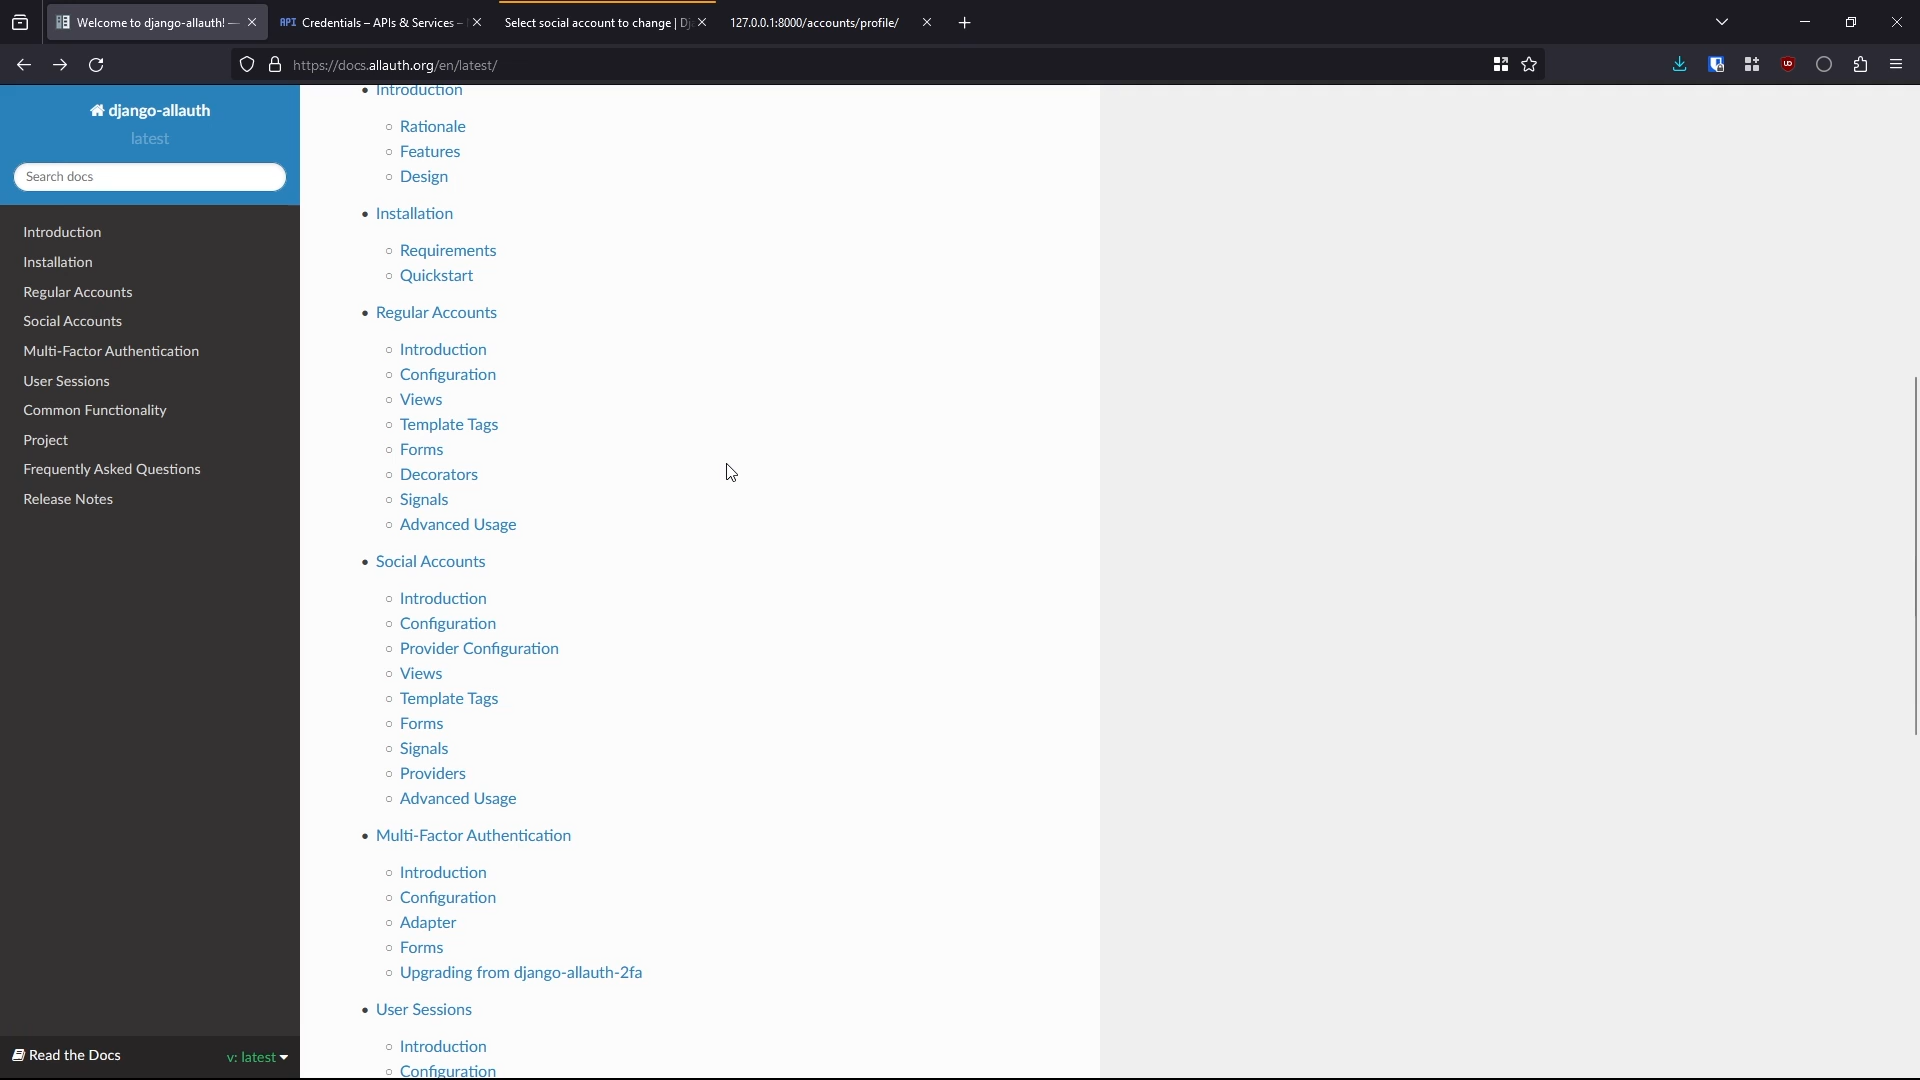 Welcome to django-allauth! —
Credentials – APIs & Services –
Select social account to change | Dj
127.0.0.1:8000/accounts/profile/
https://docs.allauth.org/en/latest/
django-allauth
latest
Search docs
Introduction
Installation
Regular Accounts
Social Accounts
Multi-Factor Authentication
User Sessions
Common Functionality
Project
Frequently Asked Questions
Release Notes
Read the Docs
v: latest
Introduction
Rationale
Features
Design
Installation
Requirements
Quickstart
Regular Accounts
Introduction
Configuration
Views
Template Tags
Forms
Decorators
Signals
Advanced Usage
Social Accounts
Introduction
Configuration
Provider Configuration
Views
Template Tags
Forms
Signals
Providers
Advanced Usage
Multi-Factor Authentication
Introduction
Configuration
Adapter
Forms
Upgrading from django-allauth-2fa
User Sessions
Introduction
Configuration